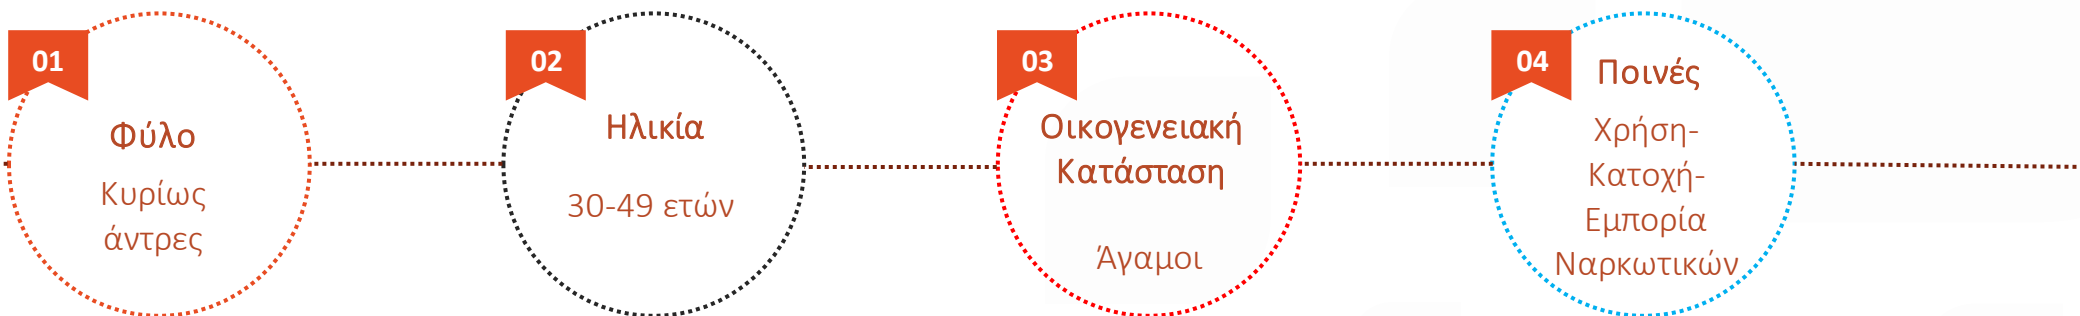 01
Φύλο
Κυρίως
άντρες
02
Ηλικία
30-49 ετών
03
Οικογενειακή
Κατάσταση
Άγαμοι
04
Ποινές
Χρήση-
Κατοχή-
Εμπορία
Ναρκωτικών